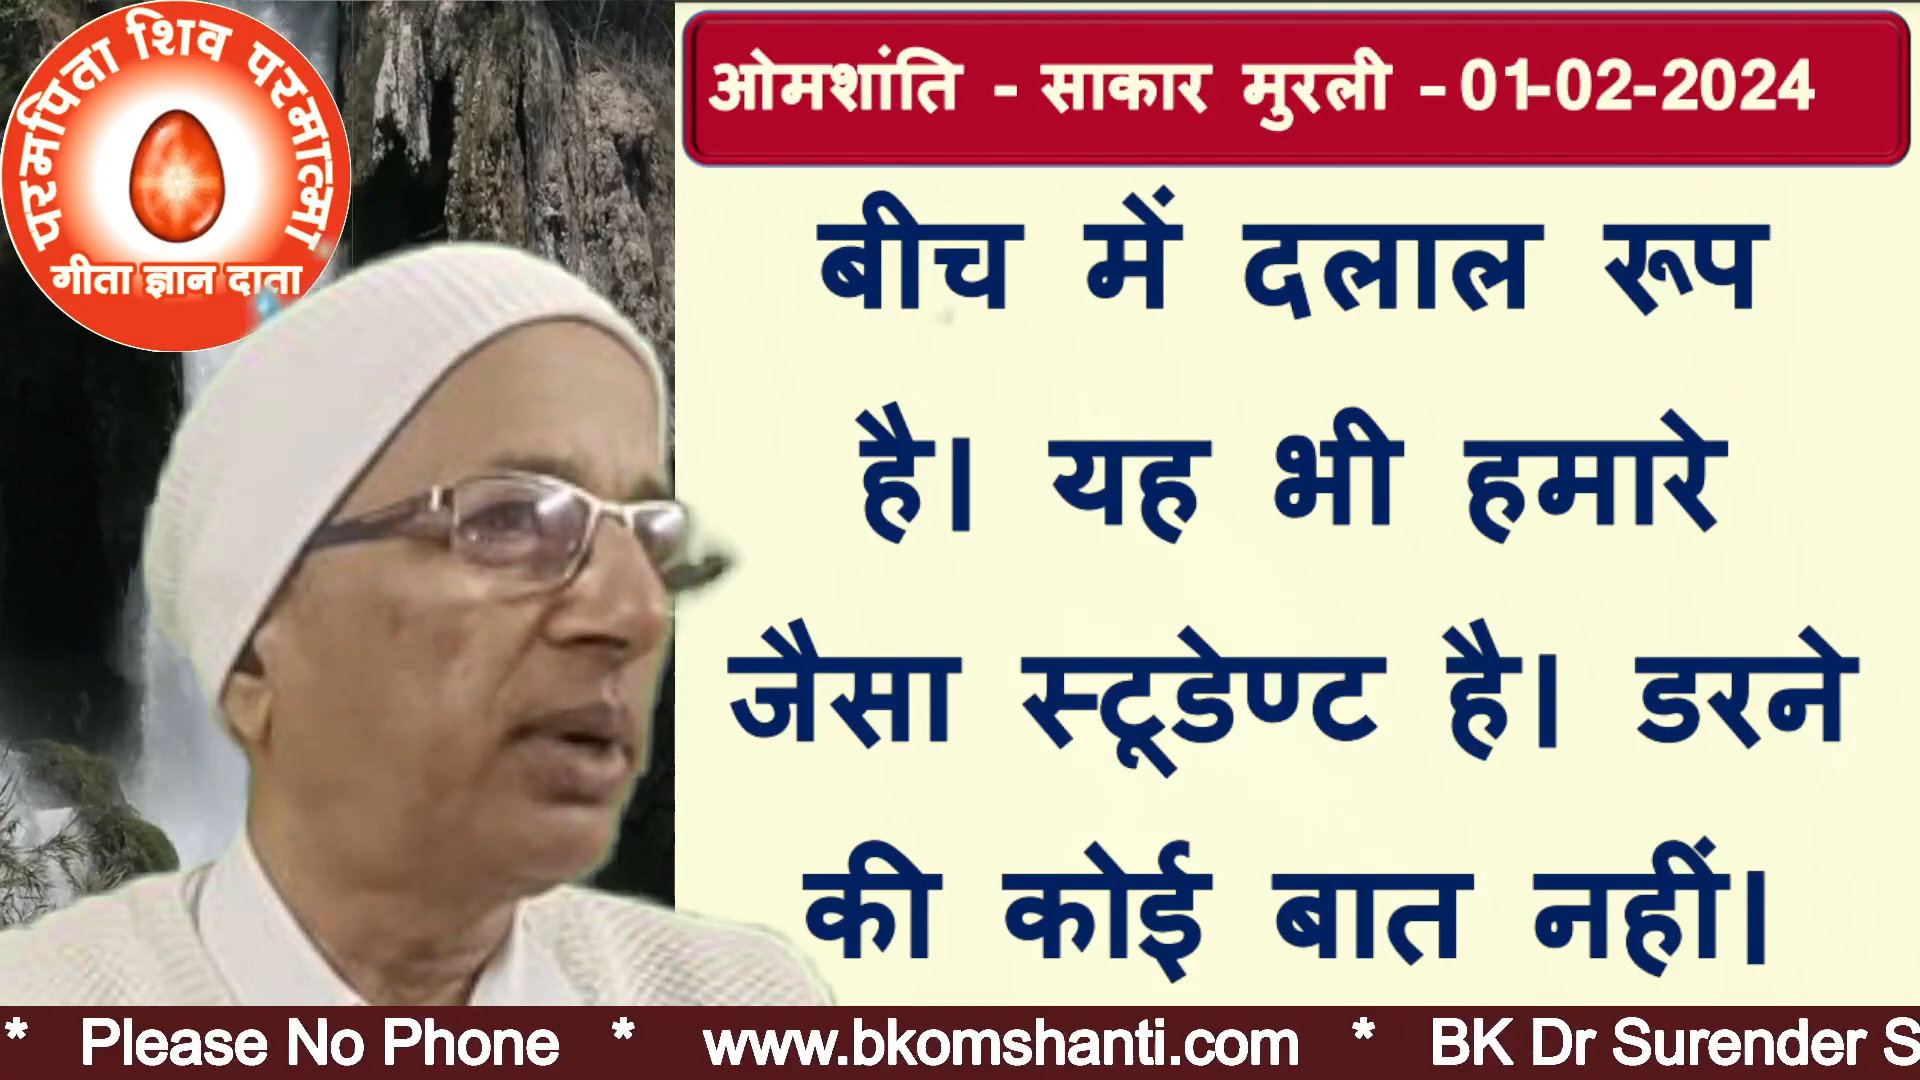 परमपिता शिव परमात्मा
गीता ज्ञान दाता
ओमशांति - साकार मुरली - 01-02-2024
बीच में दलाल रूप
है। यह भी हमारे
जैसा स्टूडेण्ट है। डरने
की कोई बात नहीं।
* Please No Phone * www.bkomshanti.com * BK Dr Surender S